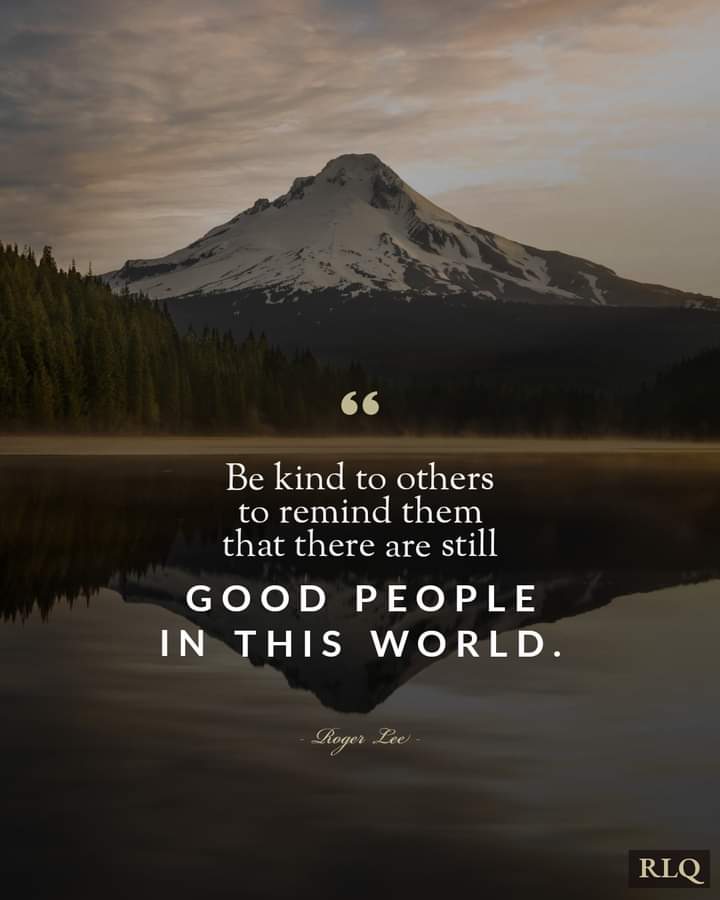 “
Be kind to others
to remind them
that there are still
GOOD PEOPLE
IN THIS WORLD.
- Roger Lee -
RLQ